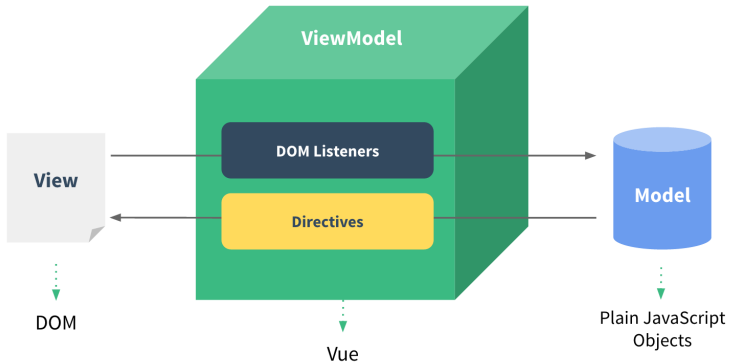 ViewModel
DOM Listeners
View
Model
Directives
DOM
Vue
Plain JavaScript
Objects